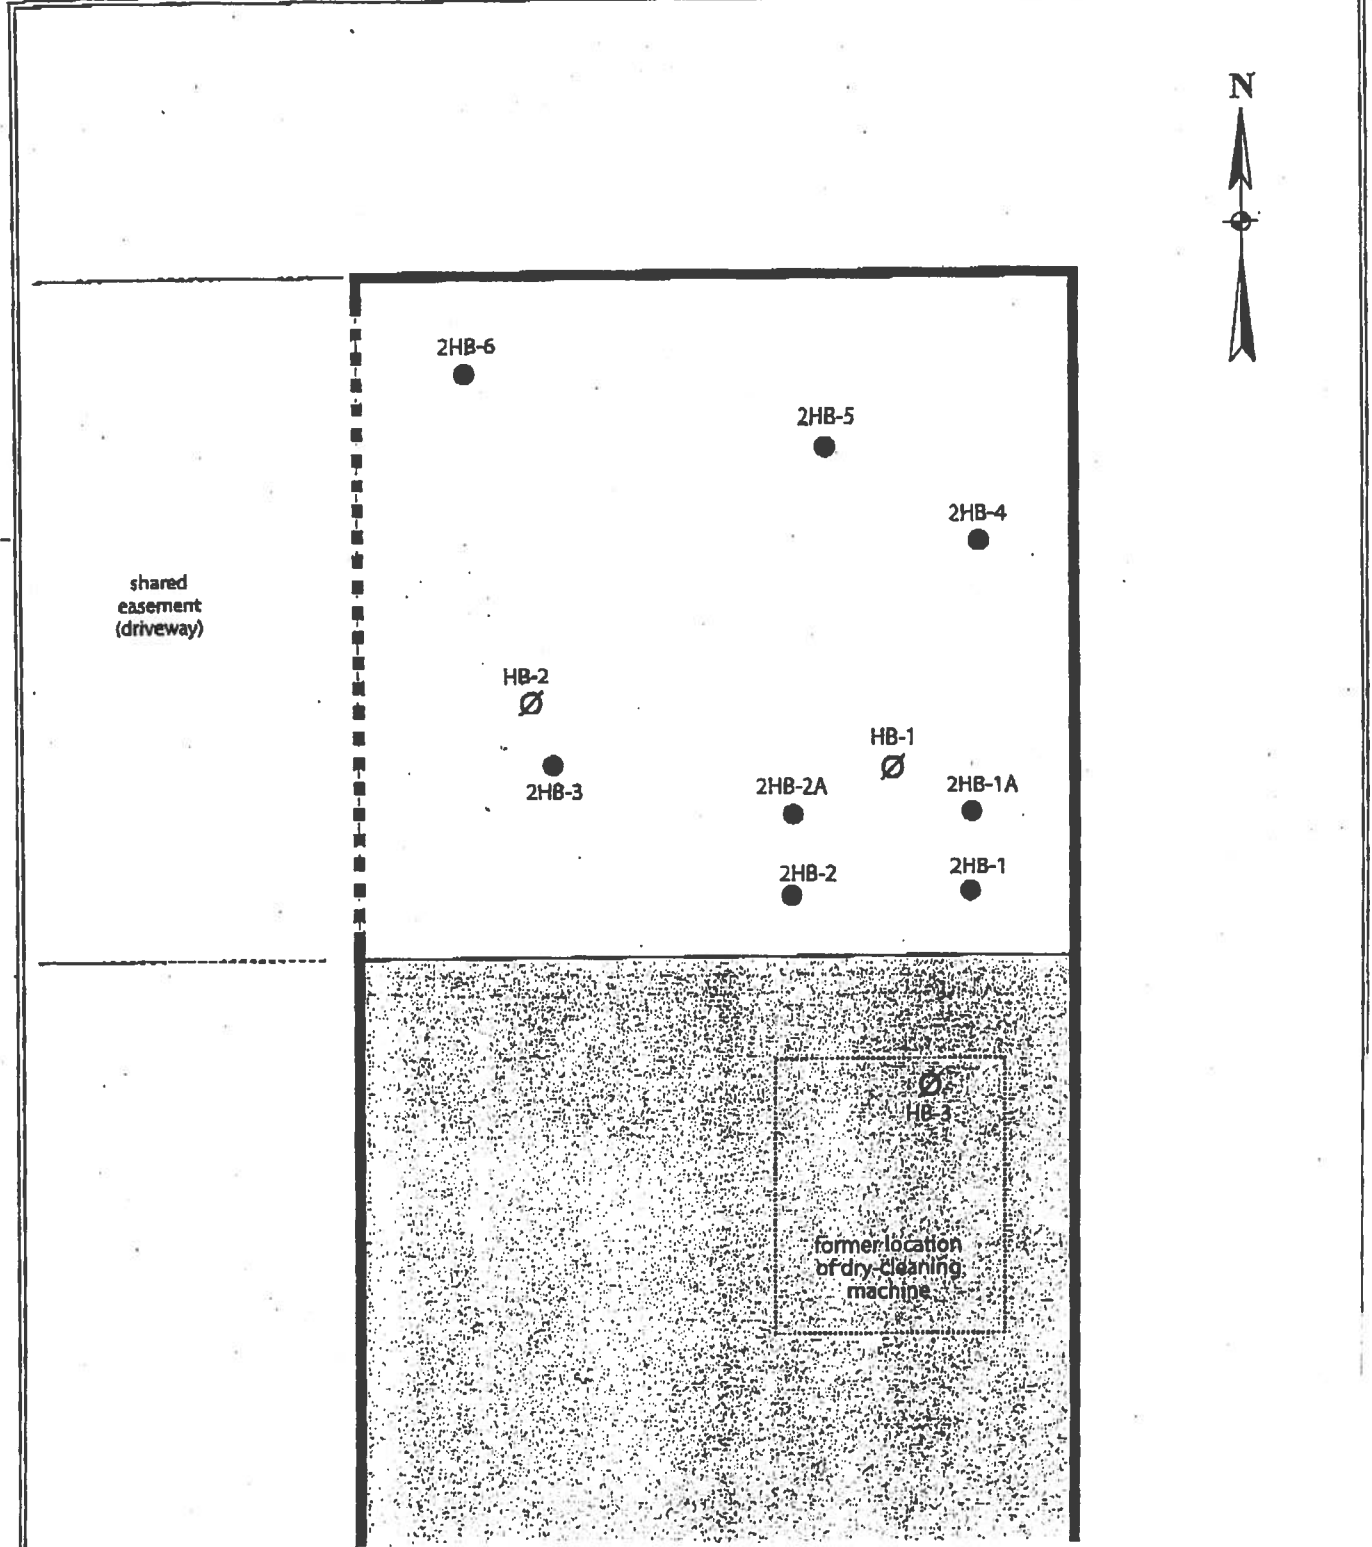 N
2HB-6
2HB-5
2HB-4
shared
easement
(driveway)
HB-2
HB-1
2HB-3
2HB-2A
2HB-1A
2HB-2
2HB-1
HB-3
former location
of dry-cleaning
machine